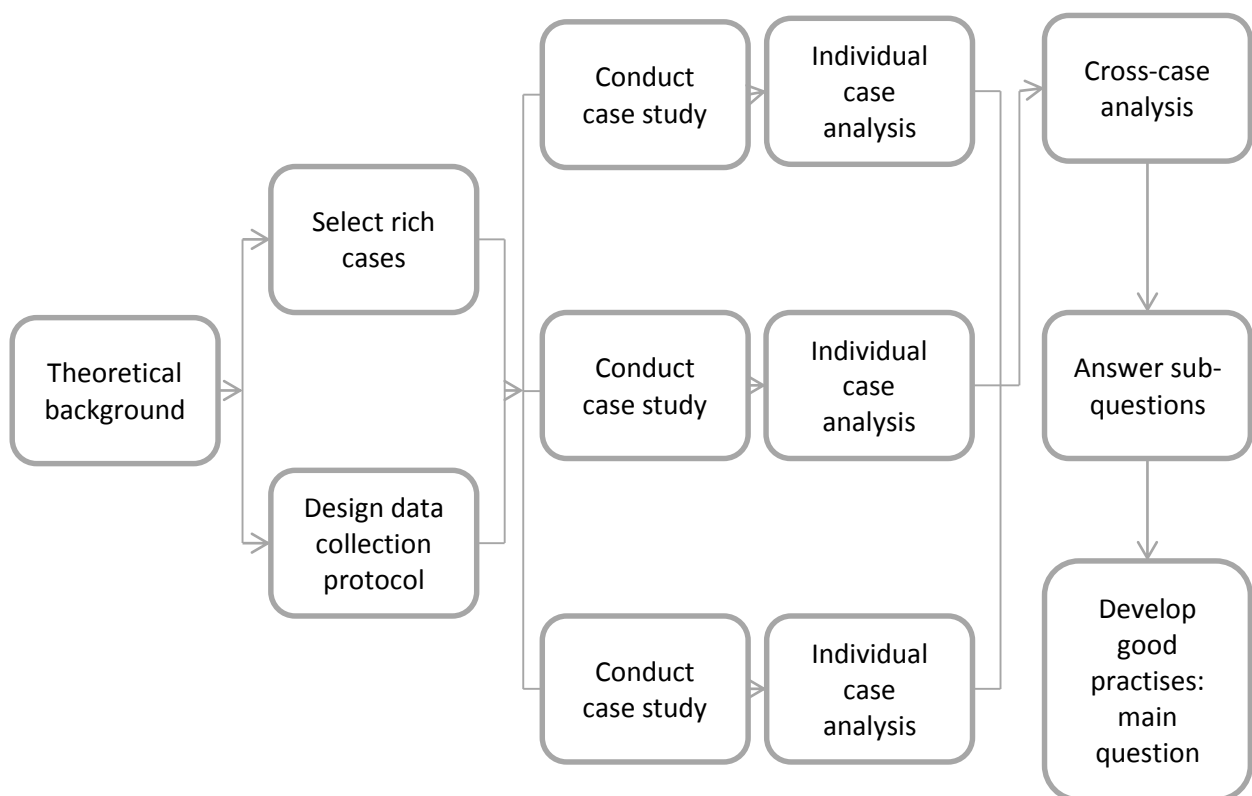 Theoretical
background
Select rich
cases
Design data
collection
protocol
Conduct
case study
Individual
case
analysis
Conduct
case study
Individual
case
analysis
Conduct
case study
Individual
case
analysis
Cross-case
analysis
Answer sub-
questions
Develop
good
practises:
main
question